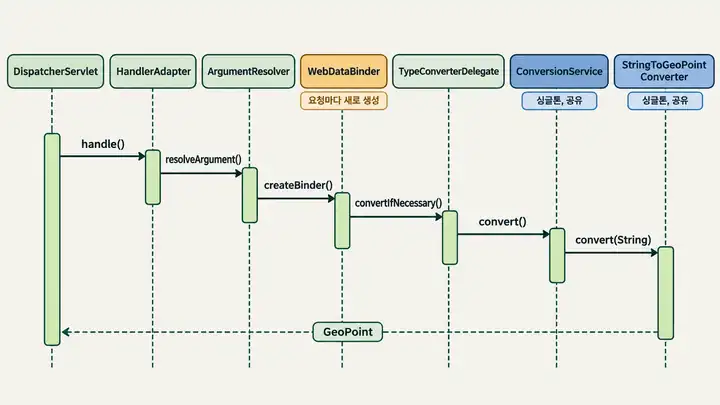 DispatcherServlet
HandlerAdapter
ArgumentResolver
WebDataBinder
TypeConverterDelegate
ConversionService
StringToGeoPoint
Converter
요청마다 새로 생성
싱글톤, 공유
싱글톤, 공유
handle()
resolveArgument()
createBinder()
convertIfNecessary()
convert()
convert(String)
GeoPoint